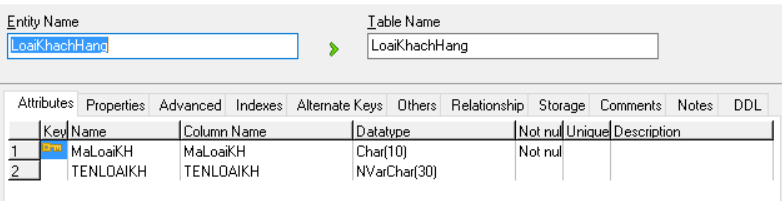 Entity Name Table Name
LoaiKhachHang LoaiKhachHang
Attributes Properties Advanced Indexes Alternate Keys Others Relationship Storage Comments Notes DDL
Key Name Column Name Datatype Not nul Unique Description
1 MaLoaiKH MaLoaiKH Char(10) Not nul
2 TENLOAIKH TENLOAIKH NVarChar(30)